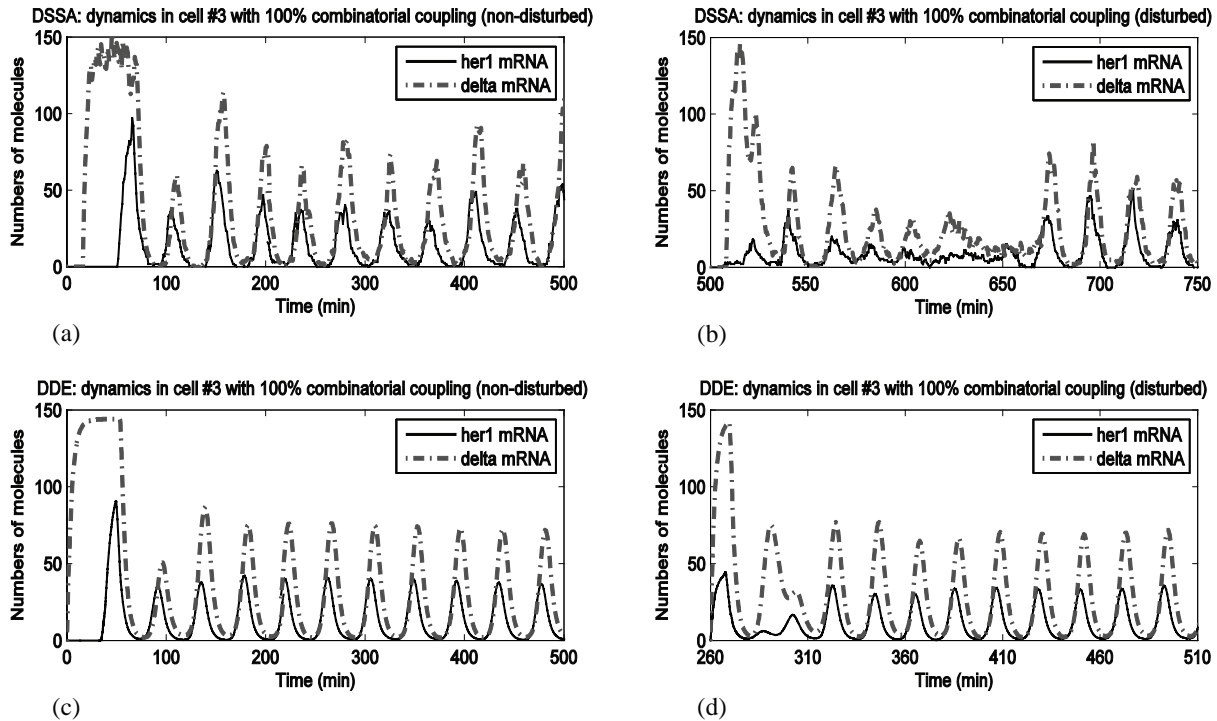 DSSA: dynamics in cell #3 with 100% combinatorial coupling (non-disturbed)
150
100
50
0
Numbers of molecules
her1 mRNA
delta mRNA
0 100 200 300 400 500
Time (min)
(a)
DSSA: dynamics in cell #3 with 100% combinatorial coupling (disturbed)
150
100
50
0
Numbers of molecules
her1 mRNA
delta mRNA
500 550 600 650 700 750
Time (min)
(b)
DDE: dynamics in cell #3 with 100% combinatorial coupling (non-disturbed)
150
100
50
0
Numbers of molecules
her1 mRNA
delta mRNA
0 100 200 300 400 500
Time (min)
(c)
DDE: dynamics in cell #3 with 100% combinatorial coupling (disturbed)
150
100
50
0
Numbers of molecules
her1 mRNA
delta mRNA
260 310 360 410 460 510
Time (min)
(d)